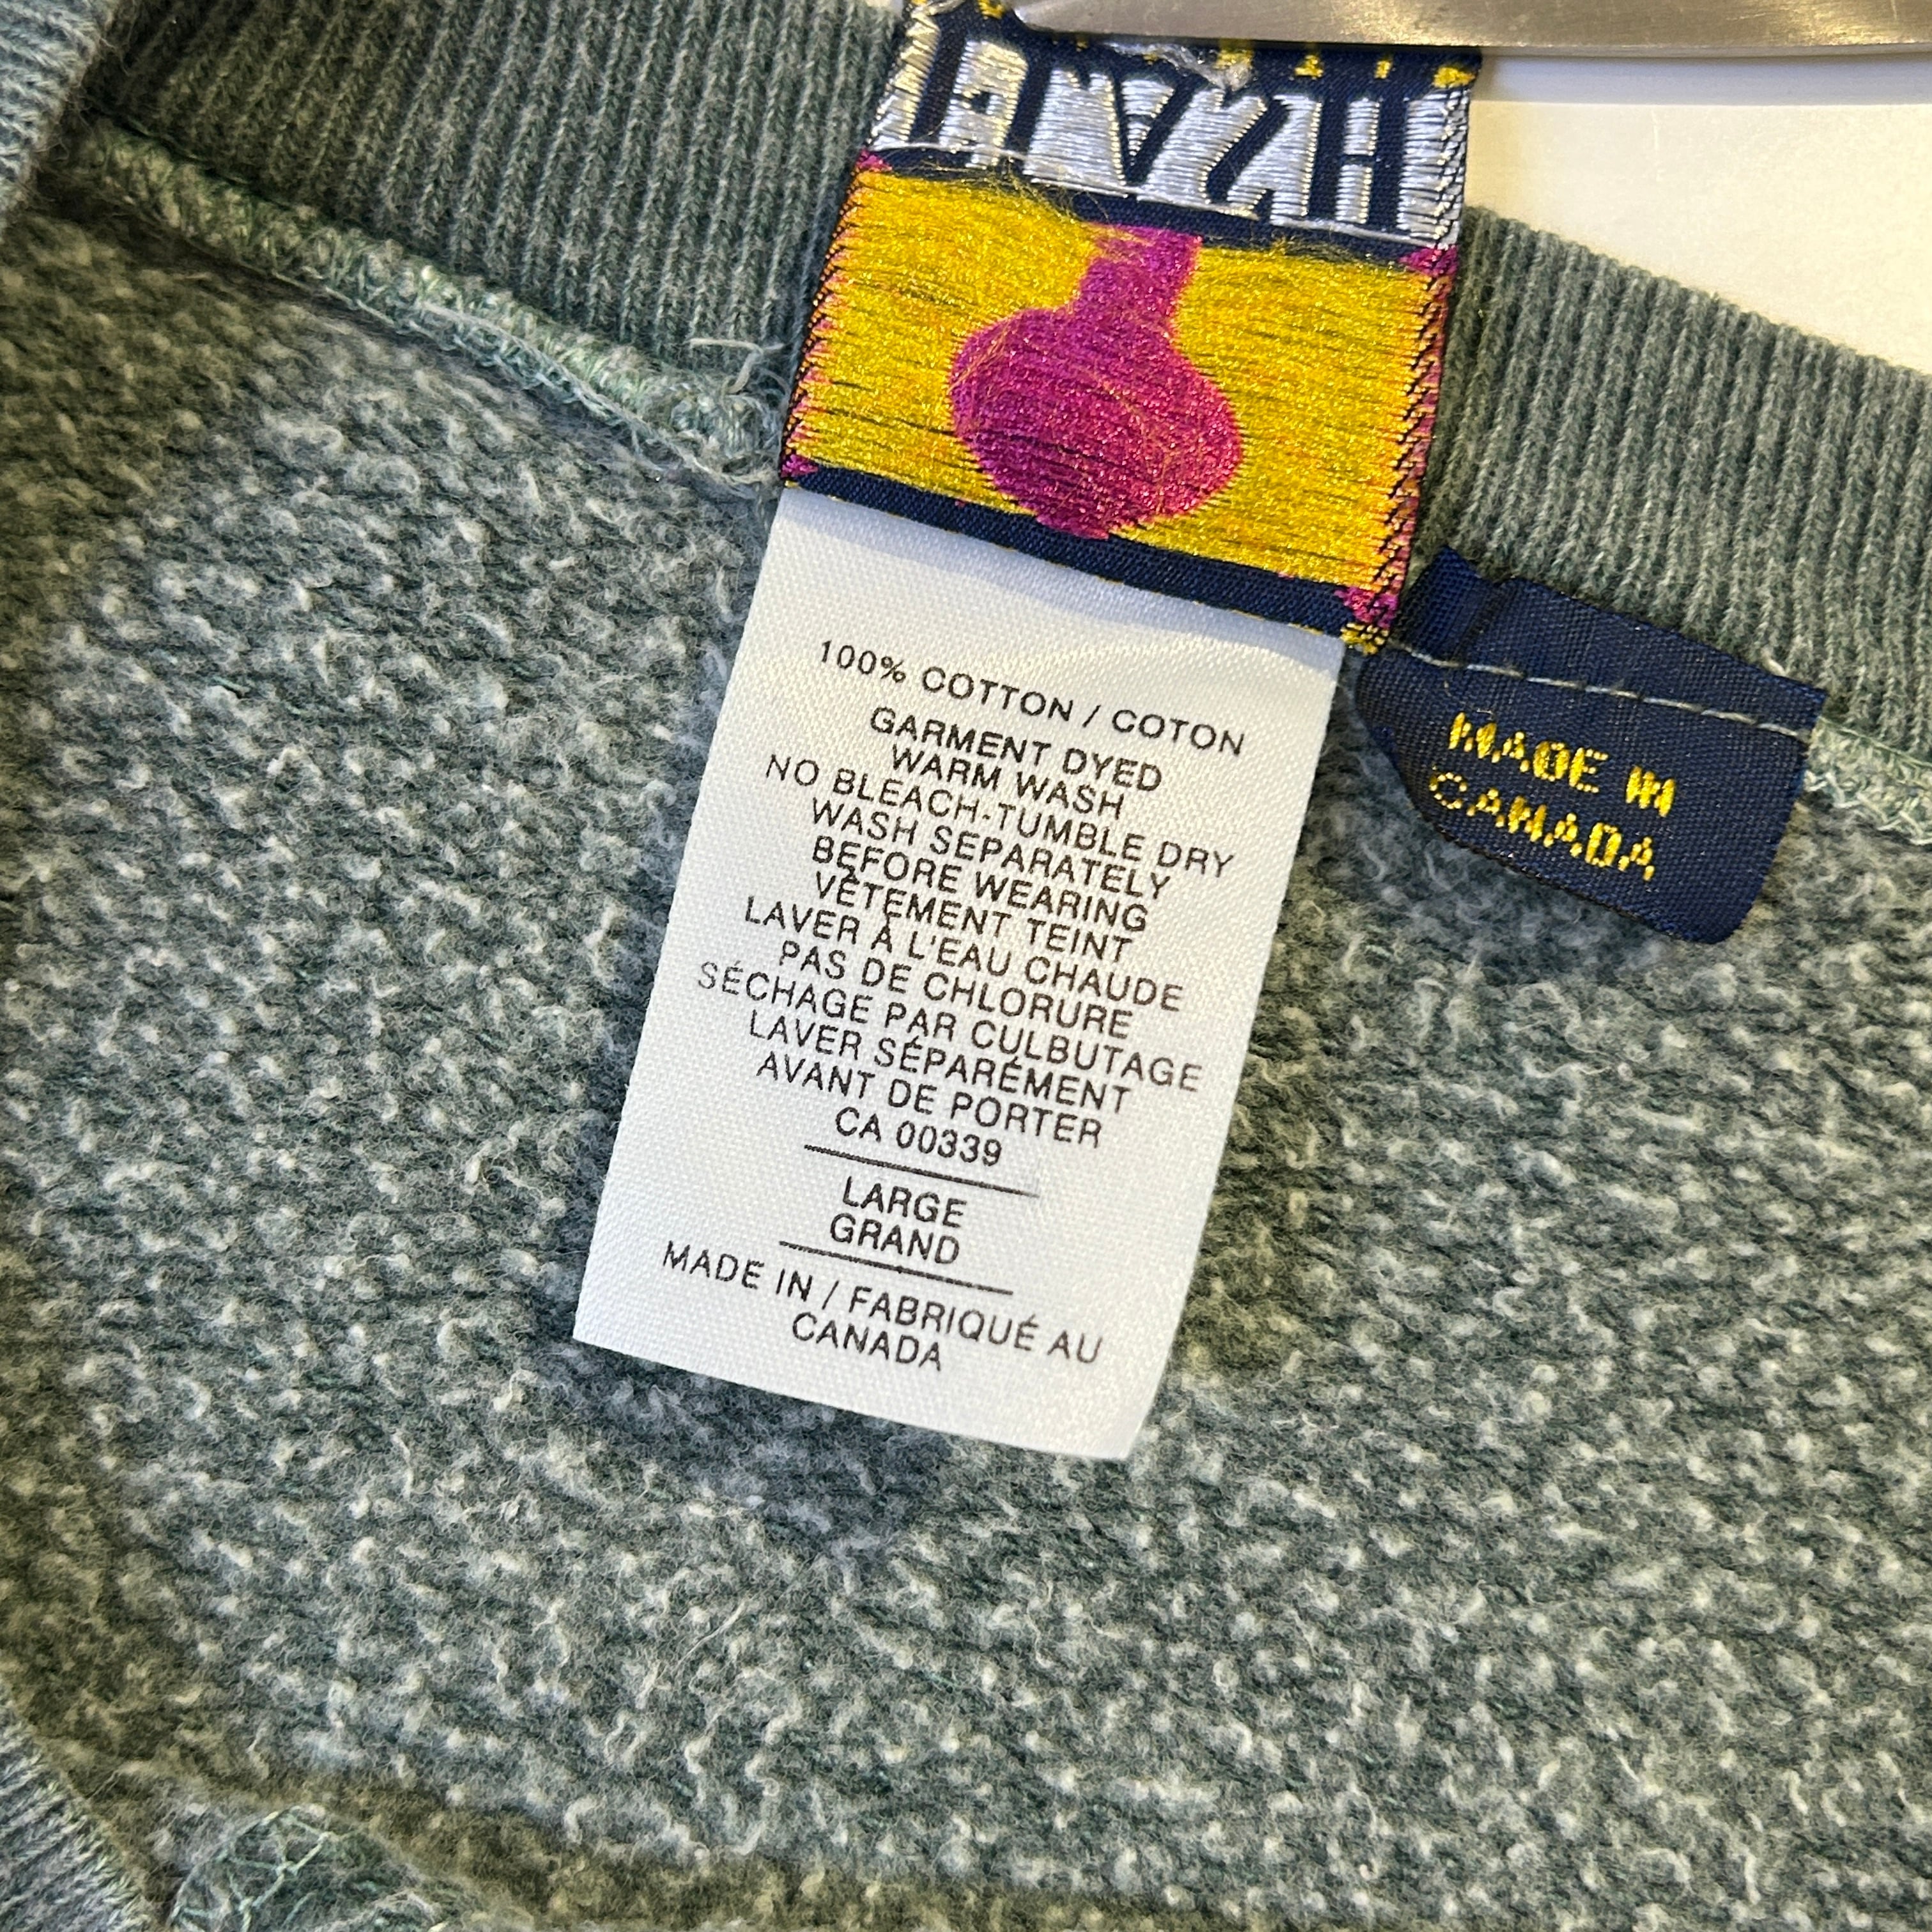 100% COTTON / COTON
GARMENT DYED
WARM WASH
NO BLEACH-TUMBLE DRY
WASH SEPARATELY
BEFORE WEARING
VÊTEMENT TEINT
LAVER À L'EAU CHAUDE
PAS DE CHLORURE
SÉCHAGE PAR CULBUTAGE
LAVER SÉPARÉMENT
AVANT DE PORTER
CA 00339
LARGE
GRAND
MADE IN / FABRIQUÉ AU
CANADA
MADE IN
CANADA